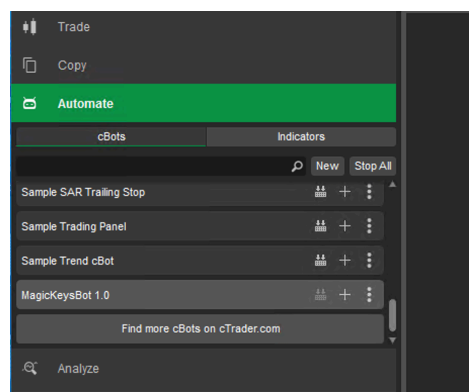 Trade
Copy
Automate
cBots Indicators
New Stop All
Sample SAR Trailing Stop
Sample Trading Panel
Sample Trend cBot
MagicKeysBot 1.0
Find more cBots on cTrader.com
Analyze